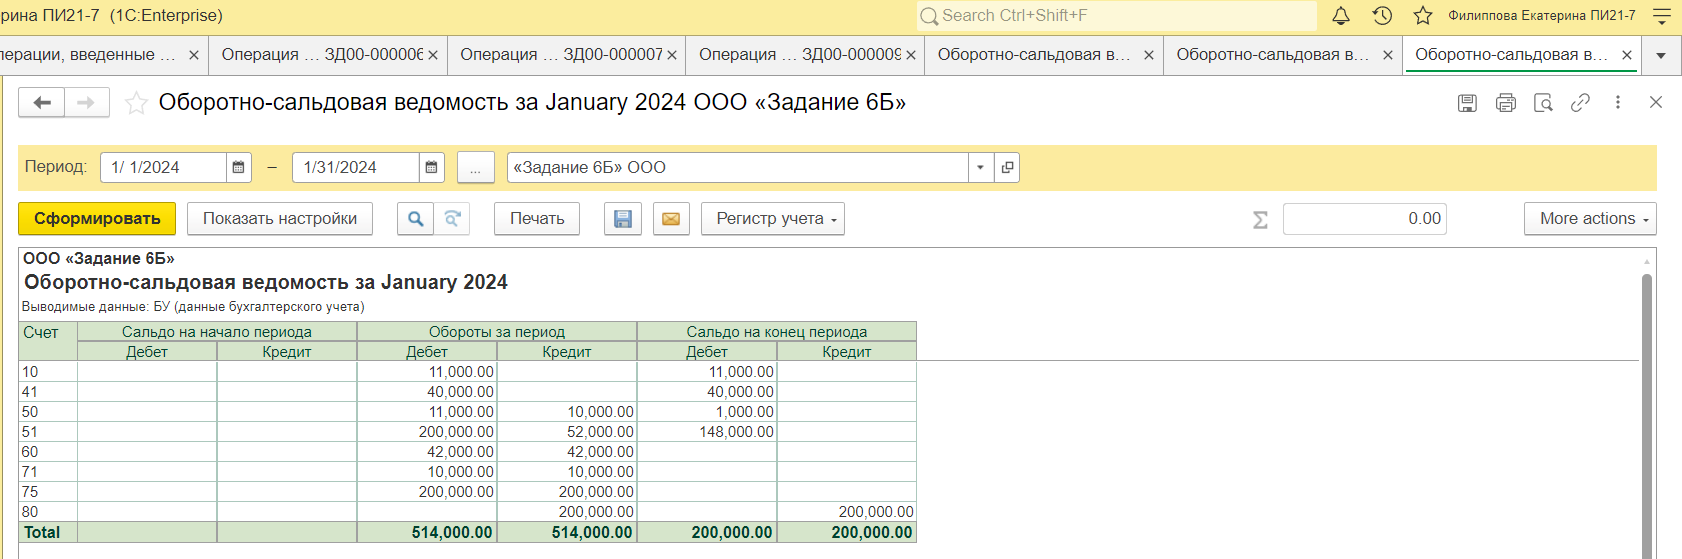 рина ПИ21-7 (1C:Enterprise) Search Ctrl+Shift+F Филиппова Екатерина ПИ21-7
перации, введенные ... Операция ... ЗД00-000006 Операция ... ЗД00-000007 Операция ... ЗД00-000009 Оборотно-сальдовая в... Оборотно-сальдовая в... Оборотно-сальдовая в...
Оборотно-сальдовая ведомость за January 2024 ООО «Задание 6Б»
Период: 1/ 1/2024 – 1/31/2024 ... «Задание 6Б» ООО
Сформировать Показать настройки Печать Регистр учета Σ 0.00 More actions
ООО «Задание 6Б»
Оборотно-сальдовая ведомость за January 2024
Выводимые данные: БУ (данные бухгалтерского учета)
Счет Сальдо на начало периода Обороты за период Сальдо на конец периода
Дебет Кредит Дебет Кредит Дебет Кредит
10 11,000.00 11,000.00
41 40,000.00 40,000.00
50 11,000.00 10,000.00 1,000.00
51 200,000.00 52,000.00 148,000.00
60 42,000.00 42,000.00
71 10,000.00 10,000.00
75 200,000.00 200,000.00
80 200,000.00 200,000.00
Total 514,000.00 514,000.00 200,000.00 200,000.00